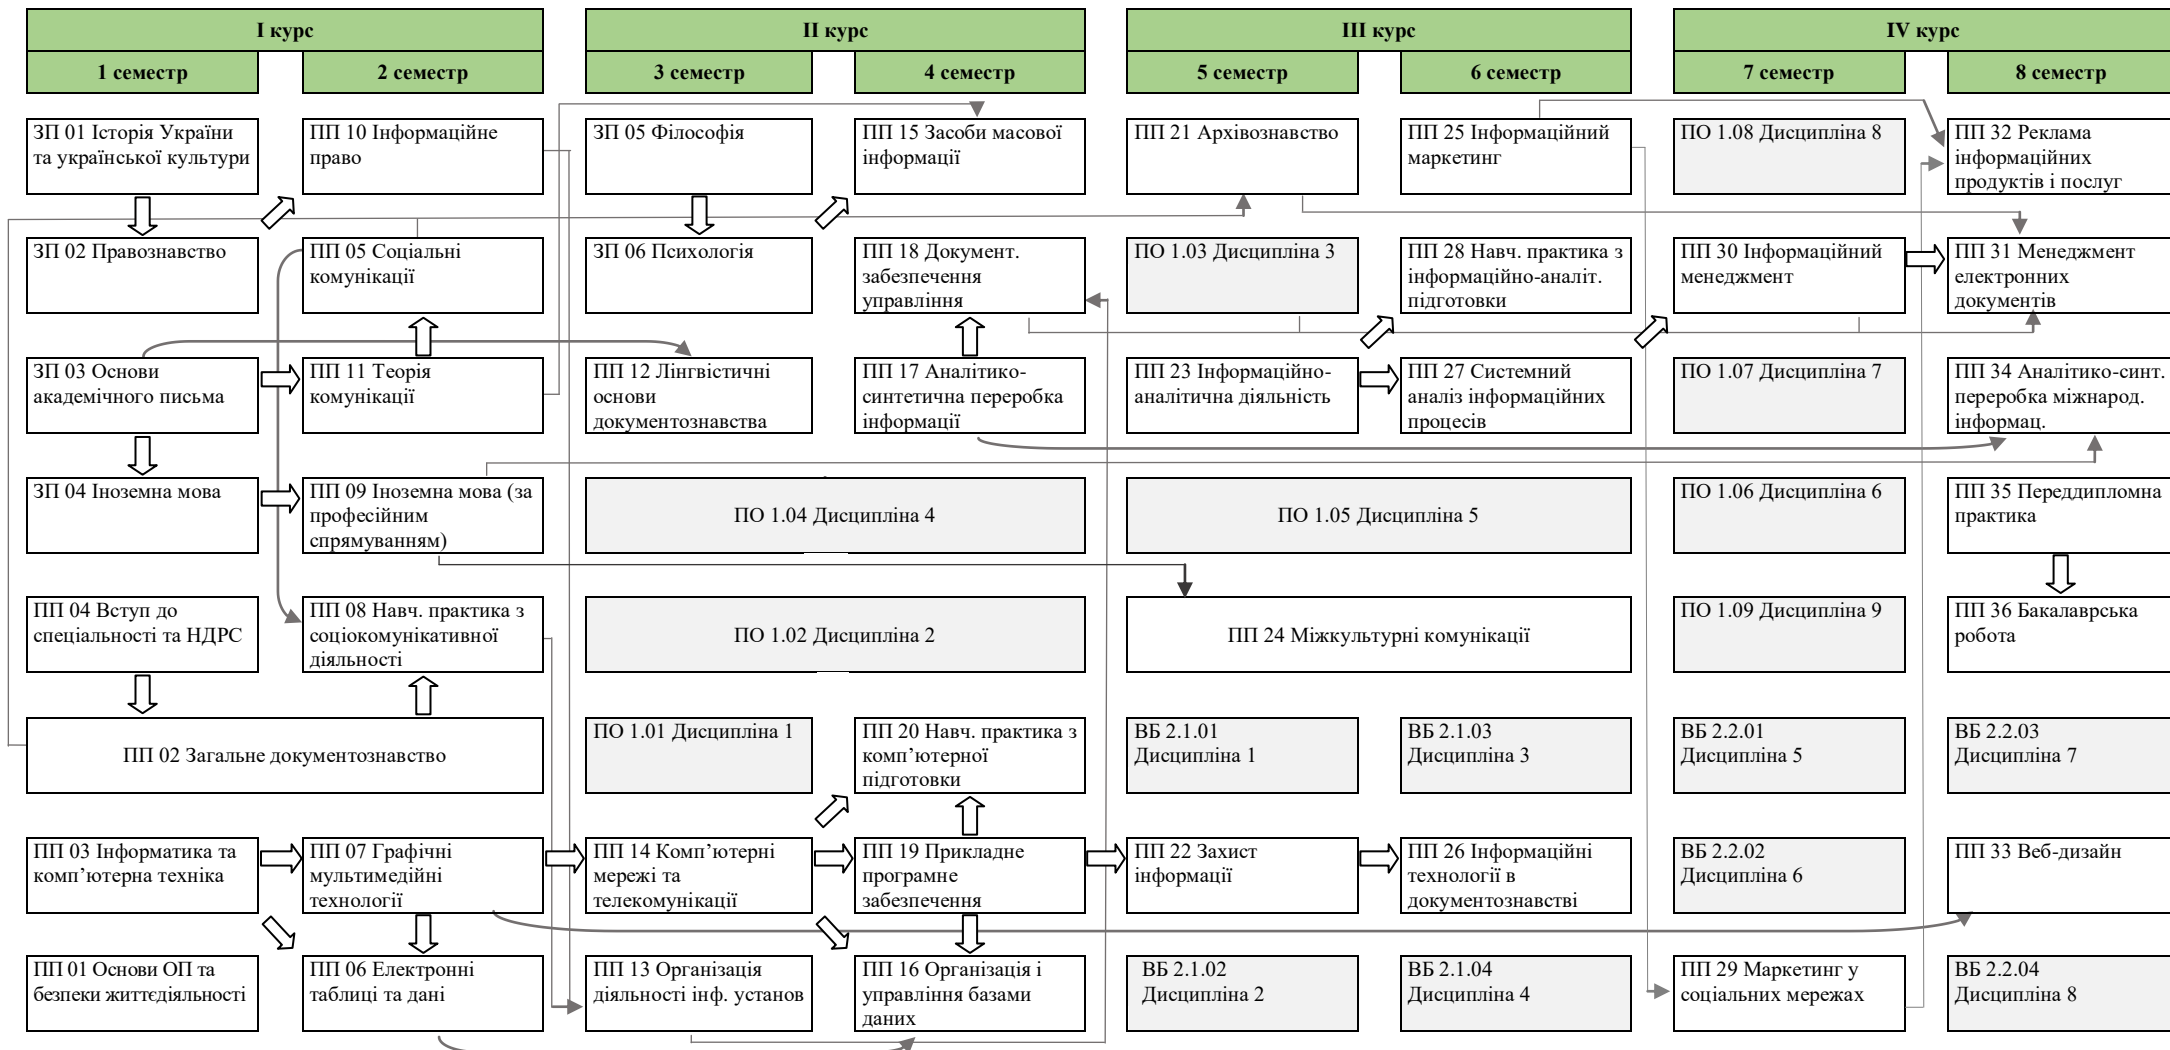 I курс
II курс
III курс
IV курс
1 семестр
2 семестр
3 семестр
4 семестр
5 семестр
6 семестр
7 семестр
8 семестр
ЗП 01 Історія України
та української культури
ПП 10 Інформаційне
право
ЗП 05 Філософія
ПП 15 Засоби масової
інформації
ПП 21 Архівознавство
ПП 25 Інформаційний
маркетинг
ПО 1.08 Дисципліна 8
ПП 32 Реклама
інформаційних
продуктів і послуг
ЗП 02 Правознавство
ПП 05 Соціальні
комунікації
ЗП 06 Психологія
ПП 18 Документ.
забезпечення
управління
ПО 1.03 Дисципліна 3
ПП 28 Навч. практика з
інформаційно-аналіт.
підготовки
ПП 30 Інформаційний
менеджмент
ПП 31 Менеджмент
електронних
документів
ЗП 03 Основи
академічного письма
ПП 11 Теорія
комунікації
ПП 12 Лінгвістичні
основи
документознавства
ПП 17 Аналітико-
синтетична переробка
інформації
ПП 23 Інформаційно-
аналітична діяльність
ПП 27 Системний
аналіз інформаційних
процесів
ПО 1.07 Дисципліна 7
ПП 34 Аналітико-синт.
переробка міжнарод.
інформац.
ЗП 04 Іноземна мова
ПП 09 Іноземна мова (за
професійним
спрямуванням)
ПО 1.04 Дисципліна 4
ПО 1.05 Дисципліна 5
ПО 1.06 Дисципліна 6
ПП 35 Переддипломна
практика
ПП 04 Вступ до
спеціальності та НДРС
ПП 08 Навч. практика з
соціокомунікативної
діяльності
ПО 1.02 Дисципліна 2
ПП 24 Міжкультурні комунікації
ПО 1.09 Дисципліна 9
ПП 36 Бакалаврська
робота
ПП 02 Загальне документознавство
ПО 1.01 Дисципліна 1
ПП 20 Навч. практика з
комп’ютерної
підготовки
ВБ 2.1.01
Дисципліна 1
ВБ 2.1.03
Дисципліна 3
ВБ 2.2.01
Дисципліна 5
ВБ 2.2.03
Дисципліна 7
ПП 03 Інформатика та
комп’ютерна техніка
ПП 07 Графічні
мультимедійні
технології
ПП 14 Комп’ютерні
мережі та
телекомунікації
ПП 19 Прикладне
програмне
забезпечення
ПП 22 Захист
інформації
ПП 26 Інформаційні
технології в
документознавстві
ВБ 2.2.02
Дисципліна 6
ПП 33 Веб-дизайн
ПП 01 Основи ОП та
безпеки життєдіяльності
ПП 06 Електронні
таблиці та дані
ПП 13 Організація
діяльності інф. установ
ПП 16 Організація і
управління базами
даних
ВБ 2.1.02
Дисципліна 2
ВБ 2.1.04
Дисципліна 4
ПП 29 Маркетинг у
соціальних мережах
ВБ 2.2.04
Дисципліна 8